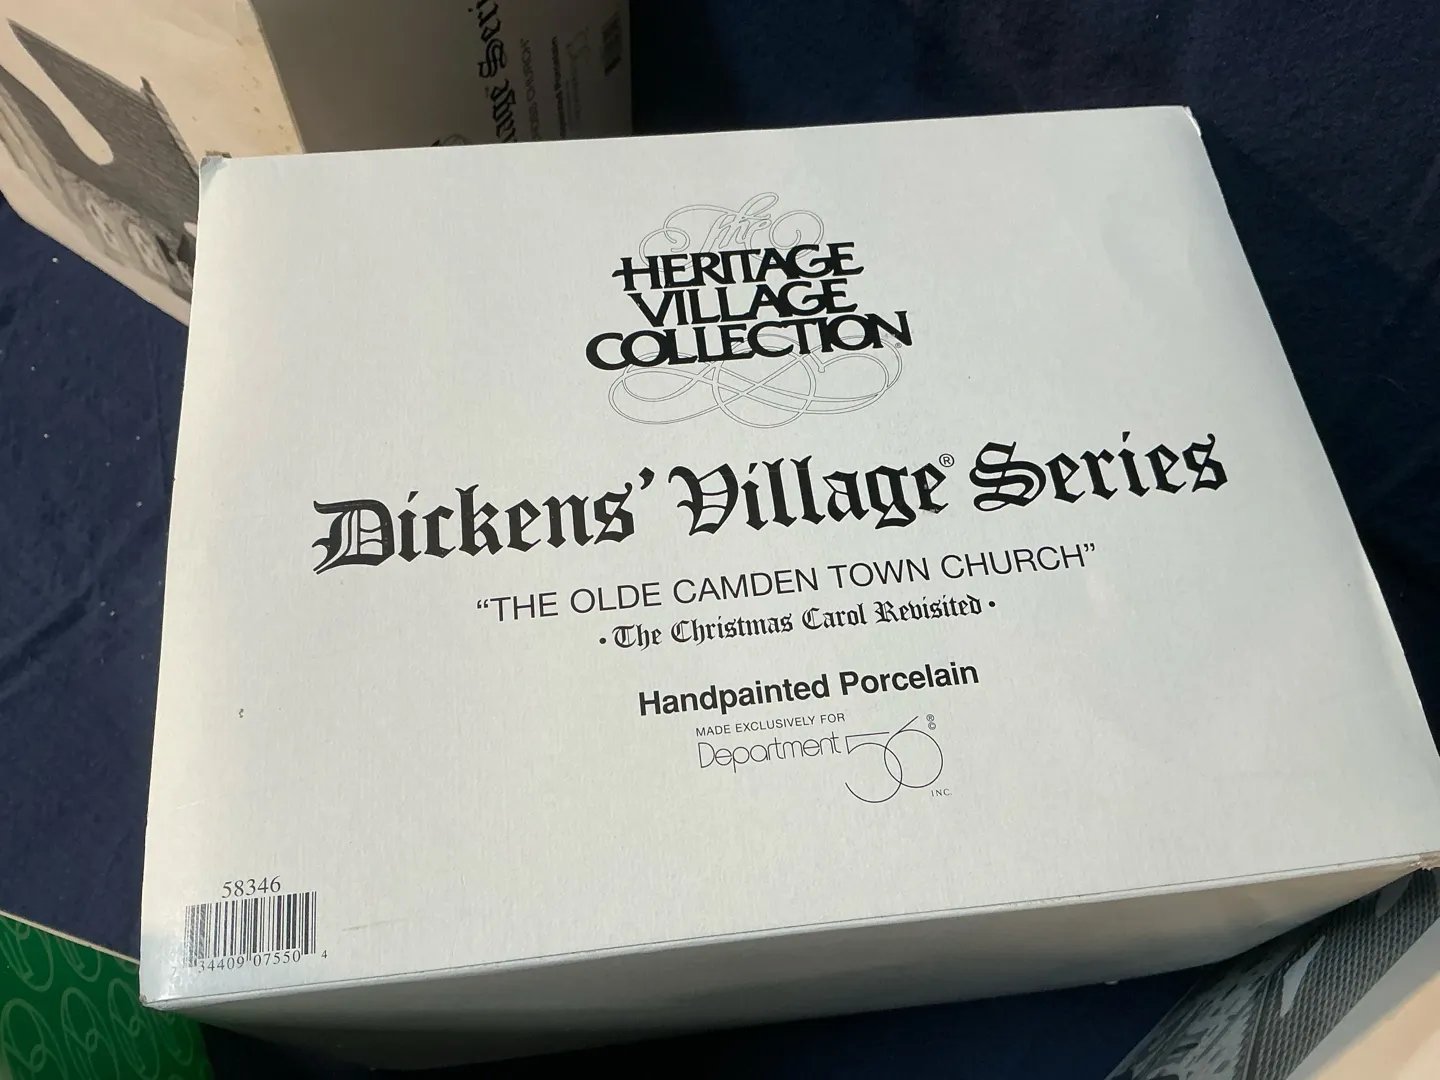 The
HERITAGE
VILLAGE
COLLECTION®
Dickens' Village® Series
“THE OLDE CAMDEN TOWN CHURCH”
• The Christmas Carol Revisited •
Handpainted Porcelain
MADE EXCLUSIVELY FOR
Department 56 ®©
INC.
58346
34409 07550 4
CHURCH”